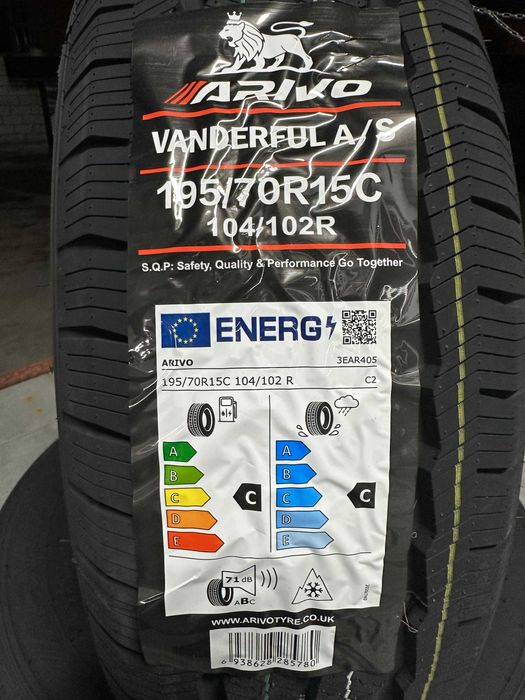 ARIVO
VANDERFUL A/S
195/70R15C
104/102R
S.Q.P: Safety, Quality & Performance Go Together
ENERG
ARIVO 3EAR405
195/70R15C 104/102 R C2
A A
B B
C C C C
D D
E E
71 dB
ABC
WWW.ARIVOTYRE.CO.UK
6 938628 285780